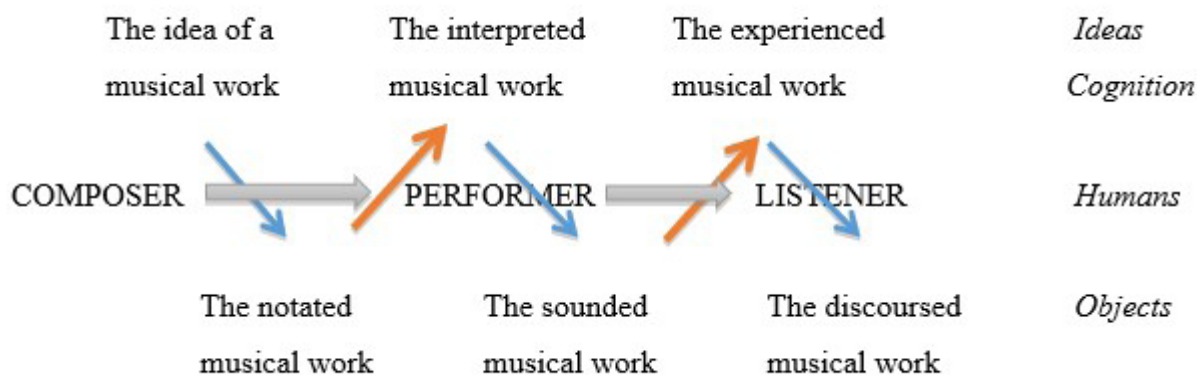 The idea of a The interpreted The experienced Ideas
musical work musical work musical work Cognition
COMPOSER PERFORMER LISTENER Humans
The notated The sounded The discoursed Objects
musical work musical work musical work